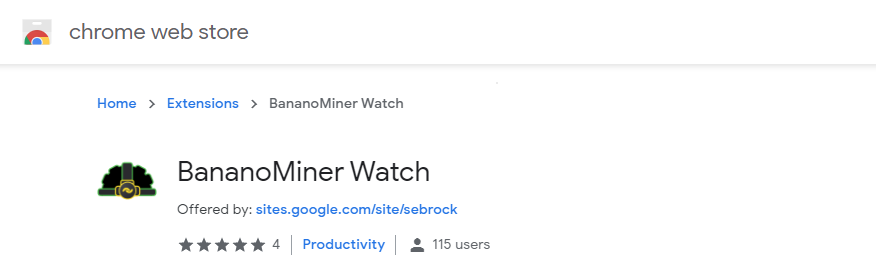 chrome web store
Home > Extensions > BananoMiner Watch
BananoMiner Watch
Offered by: sites.google.com/site/sebrock
★★★★★ 4 | Productivity | 115 users